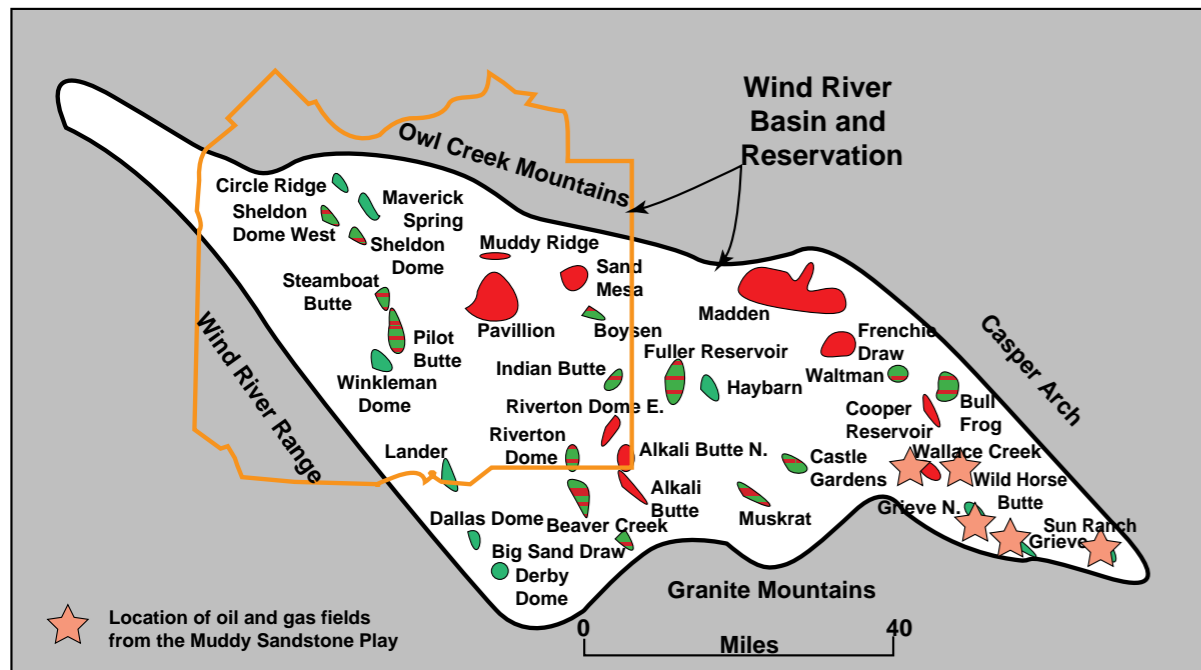 Wind River
Basin and
Reservation
Owl Creek Mountains
Circle Ridge
Maverick
Spring
Sheldon
Dome West
Sheldon
Dome
Muddy Ridge
Sand
Mesa
Steamboat
Butte
Pavillion
Boysen
Madden
Pilot
Butte
Frenchie
Draw
Casper Arch
Wind River Range
Winkleman
Dome
Indian Butte
Fuller Reservoir
Haybarn
Waltman
Bull
Frog
Riverton Dome E.
Cooper
Reservoir
Lander
Riverton
Dome
Alkali Butte N.
Castle
Gardens
Wallace Creek
Wild Horse
Butte
Alkali
Butte
Muskrat
Grieve N.
Dallas Dome
Beaver Creek
Sun Ranch
Grieve
Big Sand Draw
Derby
Dome
Granite Mountains
Location of oil and gas fields
from the Muddy Sandstone Play
0
40
Miles